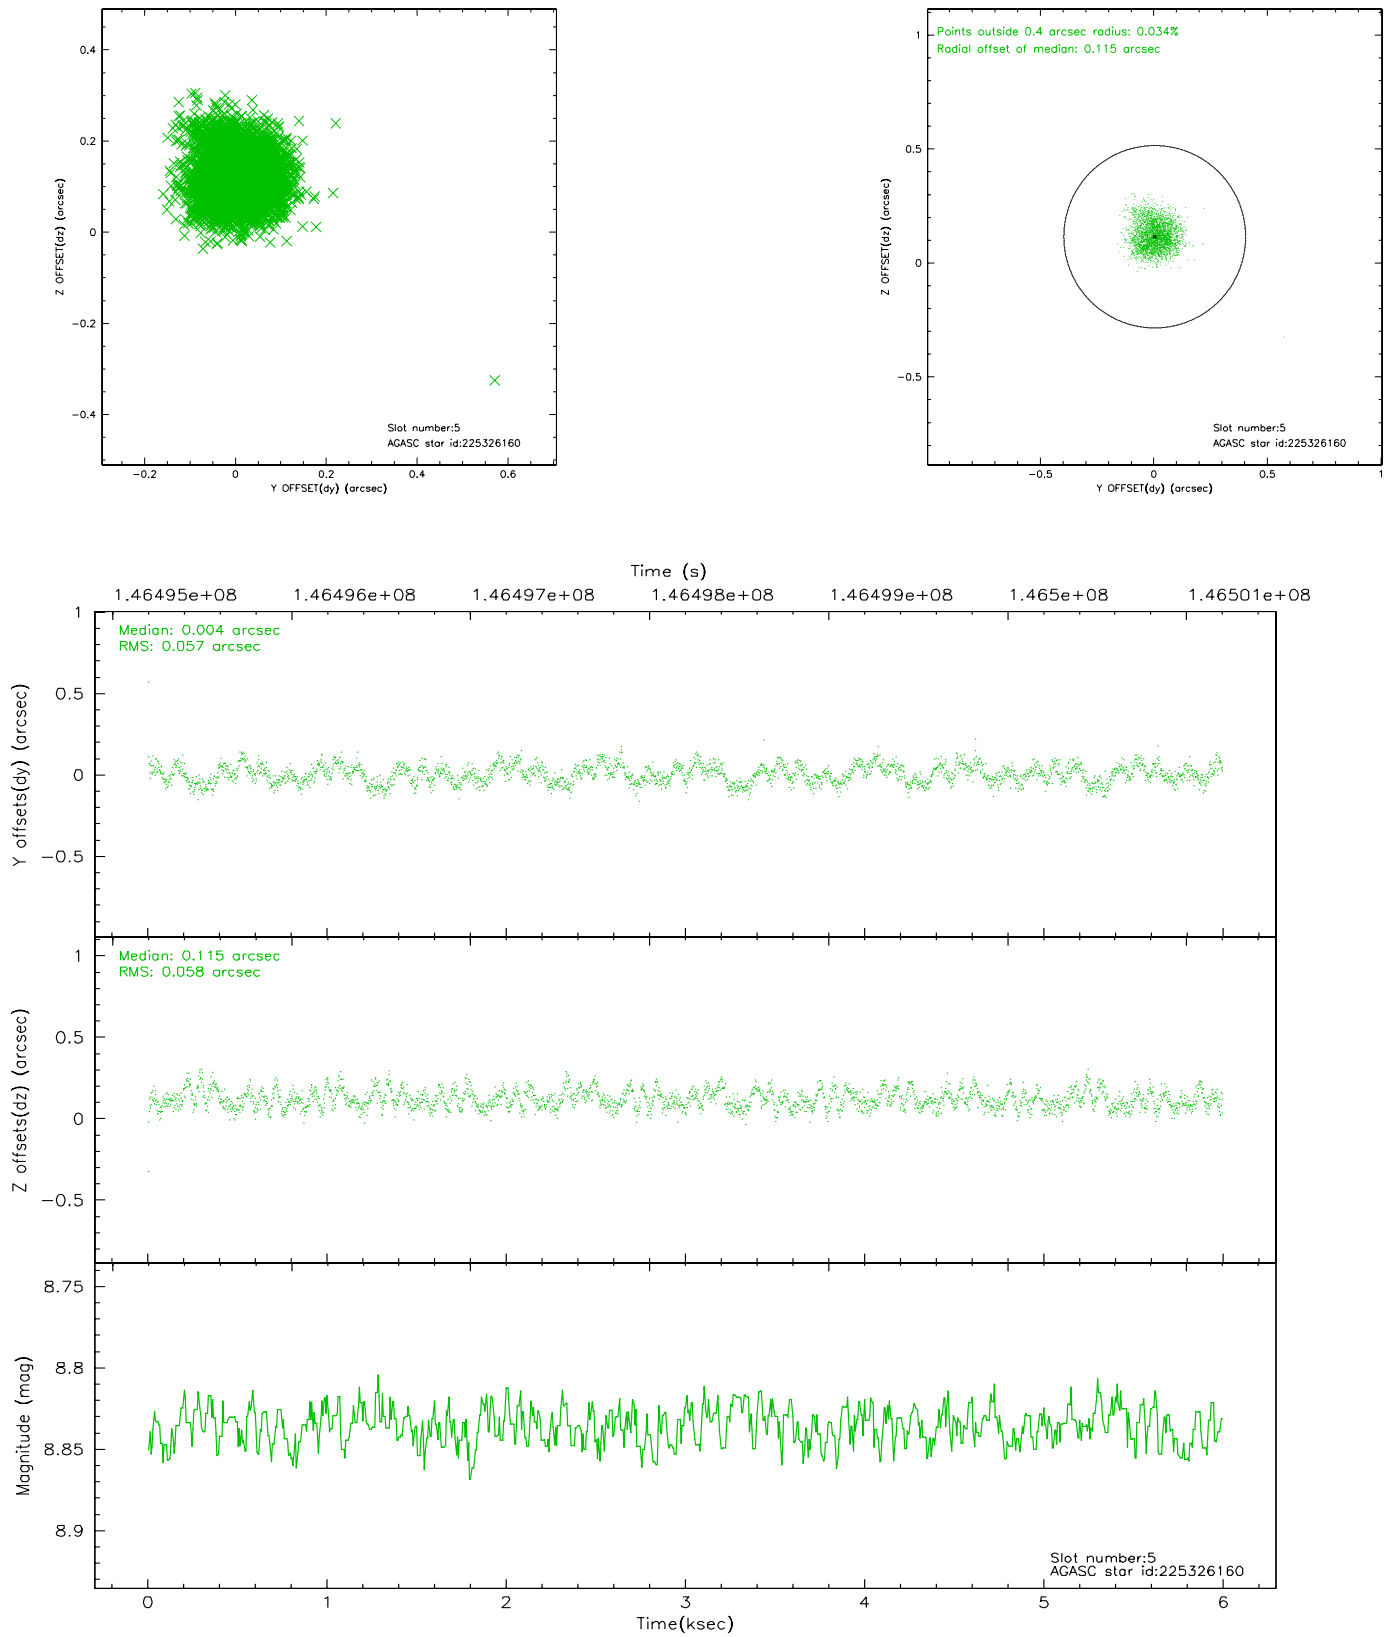 0.4
0.2
0
−0.2
−0.4
Z OFFSET(dz) (arcsec)
Slot number:5
AGASC star id:225326160
−0.2 0 0.2 0.4 0.6
Y OFFSET(dy) (arcsec)
Points outside 0.4 arcsec radius: 0.034%
Radial offset of median: 0.115 arcsec
1
0.5
0
−0.5
Z OFFSET(dz) (arcsec)
Slot number:5
AGASC star id:225326160
−0.5 0 0.5 1
Y OFFSET(dy) (arcsec)
Time (s)
1.46495e+08 1.46496e+08 1.46497e+08 1.46498e+08 1.46499e+08 1.465e+08 1.46501e+08
Median: 0.004 arcsec
RMS: 0.057 arcsec
1
0.5
0
−0.5
Y offsets(dy) (arcsec)
Median: 0.115 arcsec
RMS: 0.058 arcsec
1
0.5
0
−0.5
Z offsets(dz) (arcsec)
8.75
8.8
8.85
8.9
Magnitude (mag)
Slot number:5
AGASC star id:225326160
0 1 2 3 4 5 6
Time(ksec)